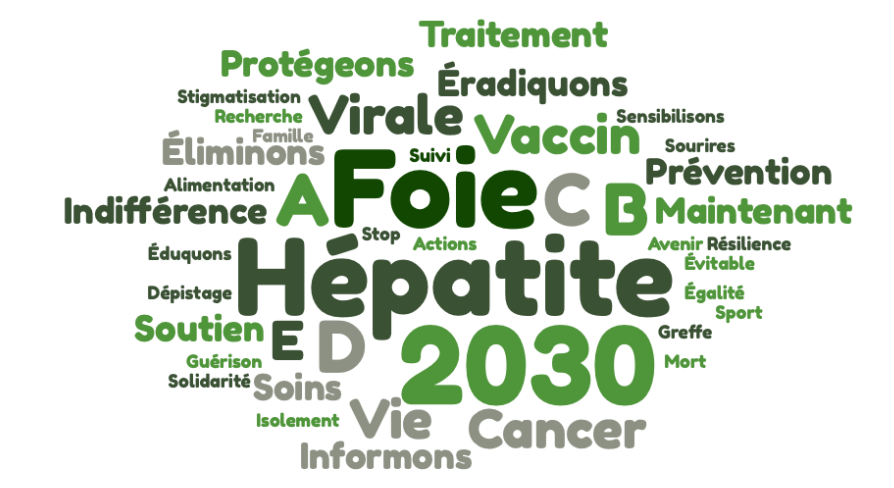 Traitement
Protégeons
Éradiquons
Stigmatisation
Virale
Recherche
Sensibilisons
Famille
Vaccin
Éliminons
Suivi
Sourires
Prévention
Alimentation
Foie
Indifférence
A
C
B
Maintenant
Stop
Actions
Avenir
Résilience
Éduquons
Hépatite
Évitable
Dépistage
Égalité
Sport
Soutien
E
D
2030
Greffe
Guérison
Mort
Solidarité
Soins
Isolement
Vie
Cancer
Informons